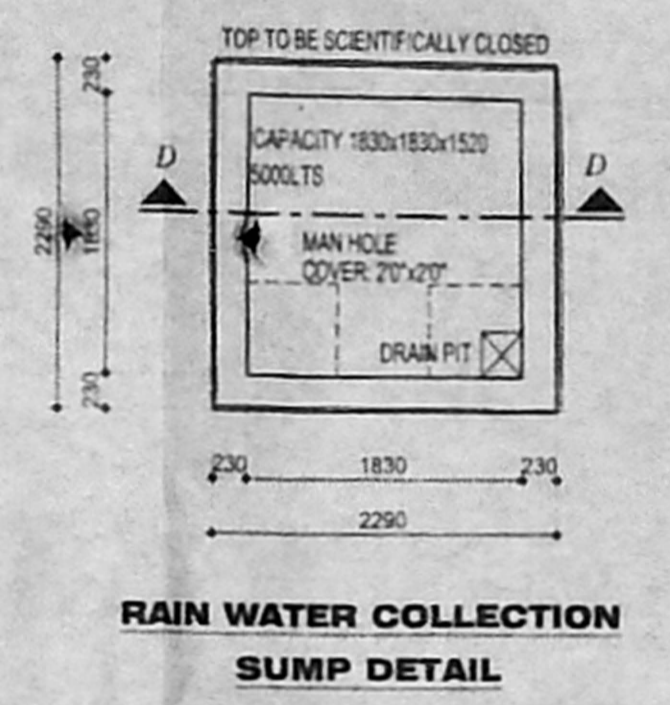 TOP TO BE SCIENTIFICALLY CLOSED
230
CAPACITY 1830x1830x1520
5000LTS
D
D
2290
MAN HOLE
COVER: 2'0"x2'0"
DRAIN PIT
230
230
1830
230
2290
RAIN WATER COLLECTION
SUMP DETAIL